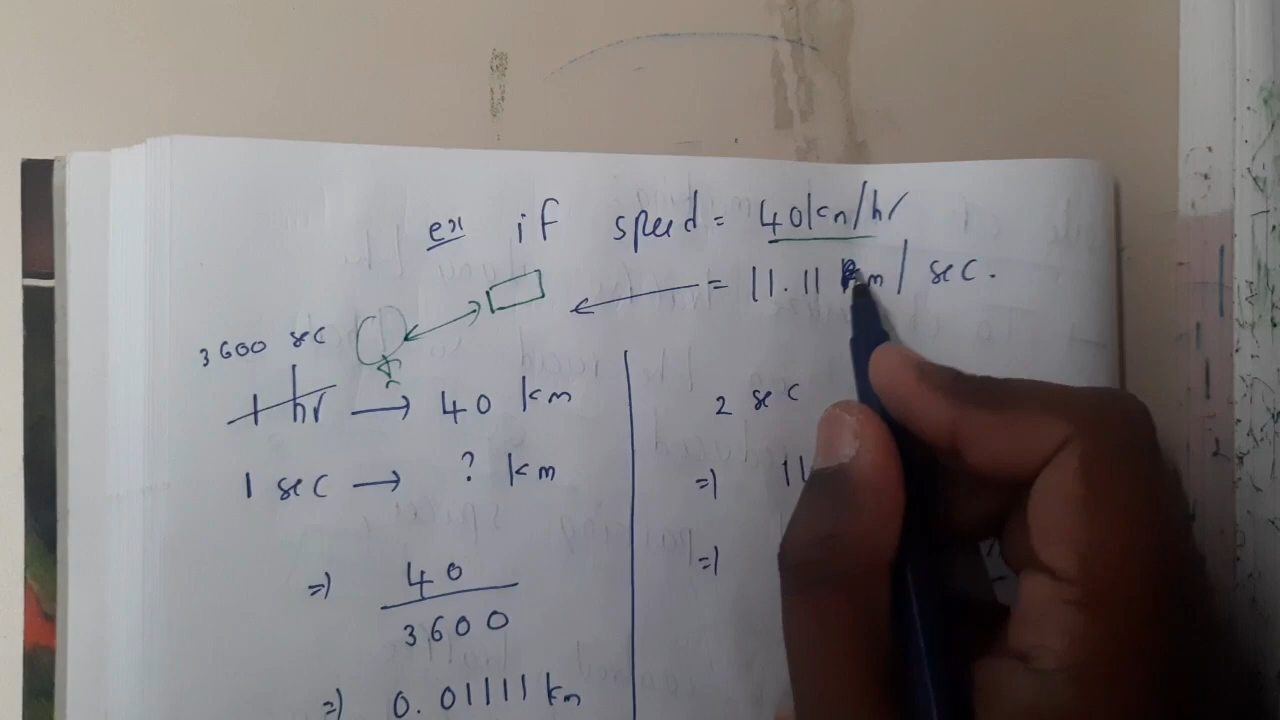 ex if speed = 40km/hr
= 11.11 m/sec.
3600 sec
1 hr → 40 km
1 sec → ? km
=) 40
3600
=) 0.01111 km
2 sec
=) 11
=)